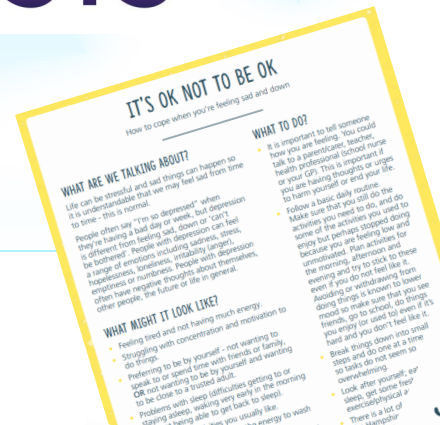 IT'S OK NOT TO BE OK
How to cope when you're feeling sad and down
WHAT ARE WE TALKING ABOUT?
Life can be stressful and sad things can happen so
it is understandable that we may feel sad from time
to time - this is normal.
People often say "I'm so depressed" when
they're having a bad day or week, but depression
is different from feeling sad, down or "can't
be bothered". People with depression can feel
a range of emotions including sadness, stress,
hopelessness, loneliness, irritability (anger),
emptiness or numbness. People with depression
often have negative thoughts about themselves,
other people, the future or life in general.
WHAT MIGHT IT LOOK LIKE?
Feeling tired and not having much energy.
Struggling with concentration and motivation to
do things.
Preferring to be by yourself - not wanting to
speak to or spend time with friends or family,
OR not wanting to be by yourself and wanting
to be close to a trusted adult.
Problems with sleep (difficulties getting to or
staying asleep, waking very early in the morning
being able to get back to sleep).
ies you usually like.
he energy to wash
WHAT TO DO?
It is important to tell someone
how you are feeling. You could
talk to a parent/carer, teacher,
health professional (school nurse
or your GP). This is important if
you are having thoughts or urges
to harm yourself or end your life.
Follow a basic daily routine.
Make sure that you still do the
activities you need to do, and do
some of the activities you used to
enjoy but perhaps stopped doing
because you are feeling low and
unmotivated. Plan activities for
the morning, afternoon and
evening and try to stick to these
even if you do not feel like it.
Avoiding or withdrawing from
doing things is known to lower
mood so make sure that you see
friends, go to school, do things
you enjoy (or used to) even if it's
hard and you don't feel like it.
Break things down into small
steps and do one at a time
so tasks do not seem so
overwhelming.
Look after yourself, ea
sleep, get some fres
exercise/physical a
There is a lot of
Hampshir